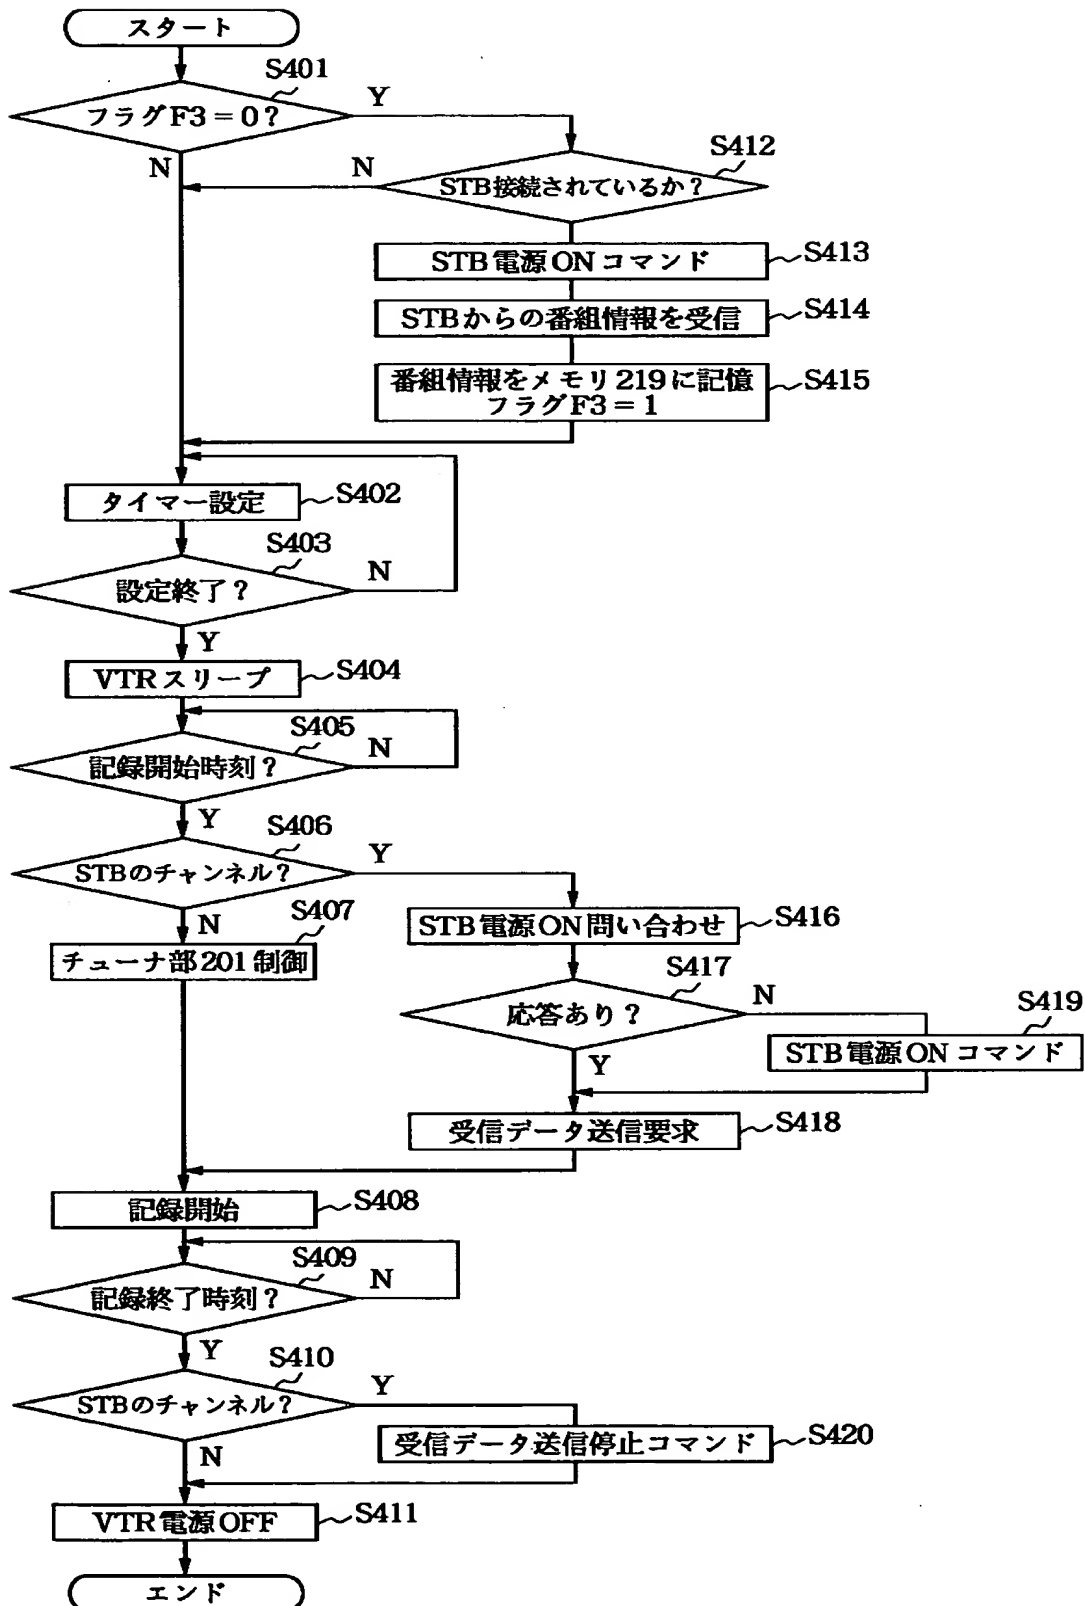 スタート
S401
フラグF3=0?
Y
N
S412
STB接続されているか?
N
STB電源ONコマンド
S413
STBからの番組情報を受信
S414
番組情報をメモリ219に記憶
フラグF3=1
S415
タイマー設定
S402
S403
設定終了?
N
Y
VTRスリープ
S404
S405
記録開始時刻?
N
Y
S406
STBのチャンネル?
Y
N
S407
チューナ部201制御
STB電源ON問い合わせ
S416
S417
応答あり?
N
Y
S419
STB電源ONコマンド
受信データ送信要求
S418
記録開始
S408
S409
記録終了時刻?
N
Y
S410
STBのチャンネル?
Y
N
受信データ送信停止コマンド
S420
VTR電源OFF
S411
エンド